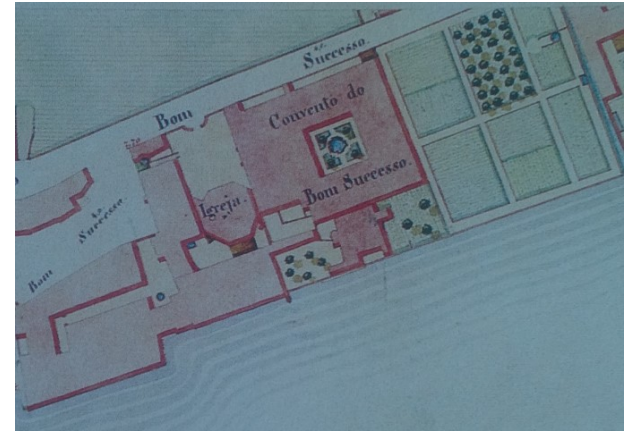 Bom
Successo.
Convento do
Bom Successo.
Igreja.
Bom
Successo.